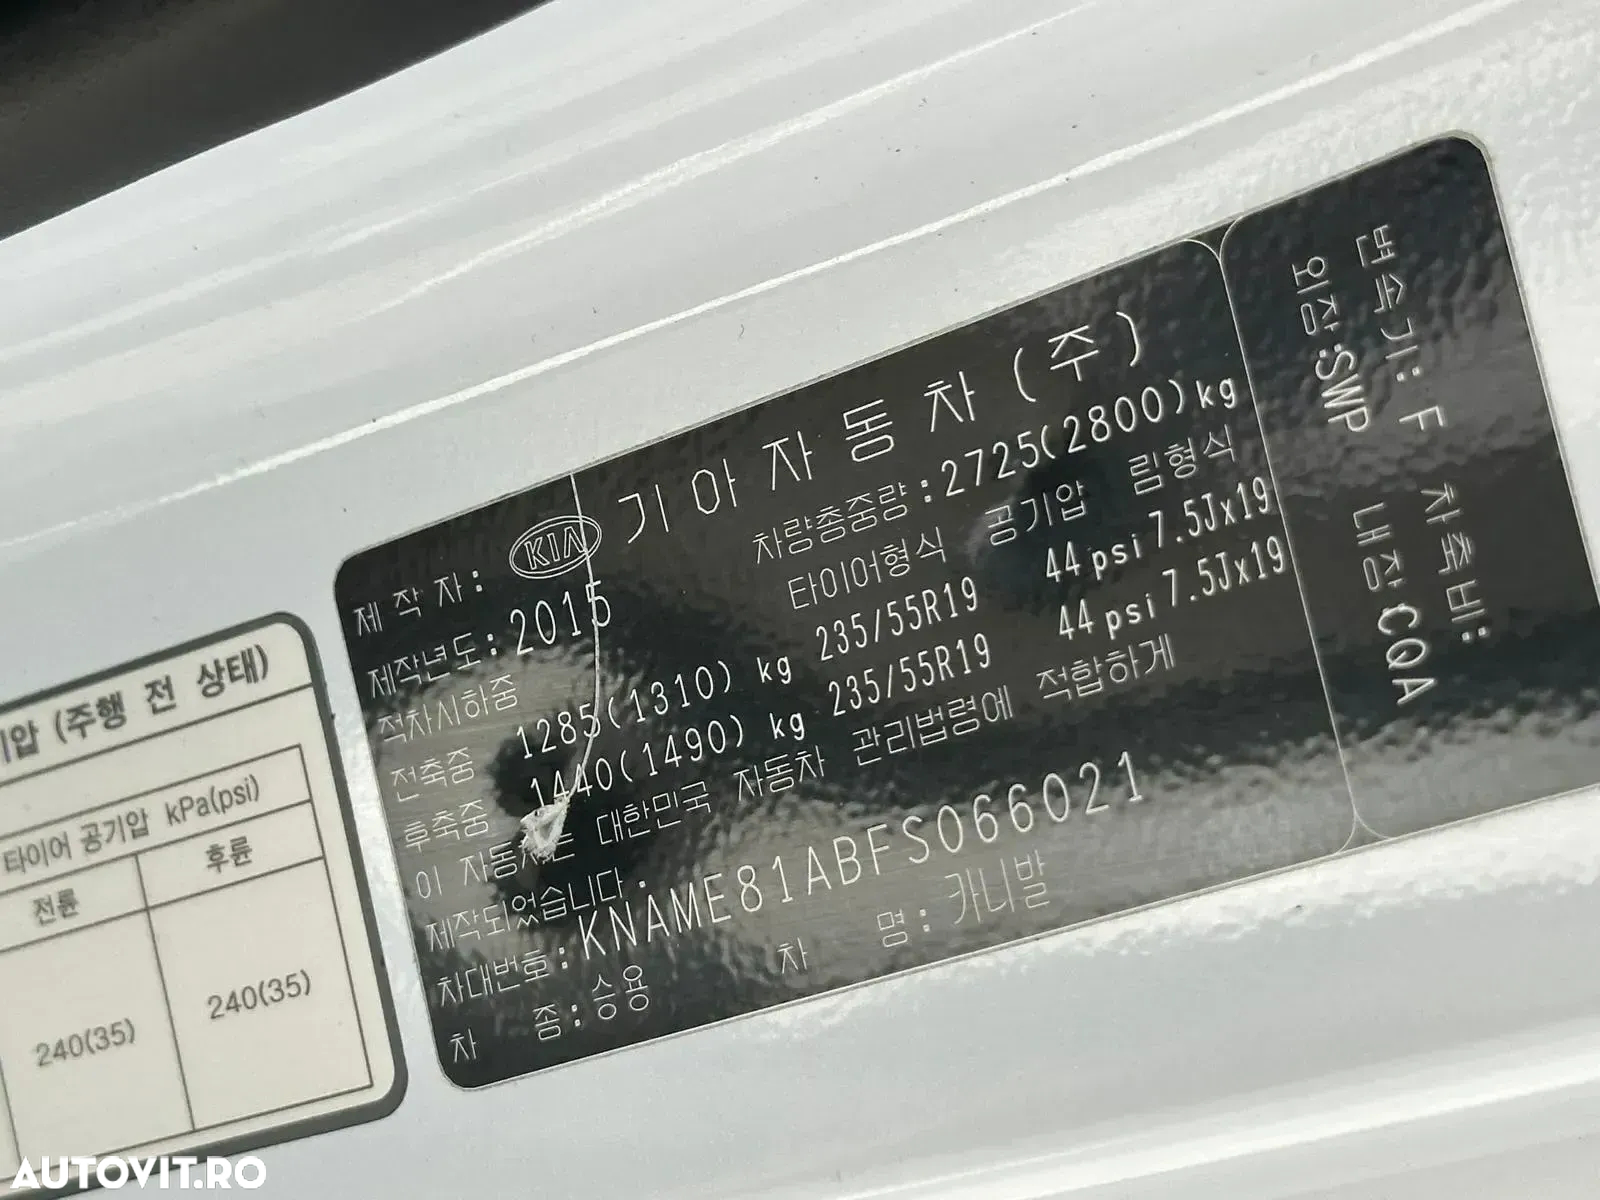 제 작 자 : KIA 기 아 자 동 차 ( 주 )
제작년도 : 2015 차량총중량 : 2725(2800) kg
적차시하중 타이어형식 공기압 림형식
전축중 1285(1310) kg 235/55R19 44 psi 7.5Jx19
후축중 1440(1490) kg 235/55R19 44 psi 7.5Jx19
이 자동차는 대한민국 자동차 관리법령에 적합하게
제작되었습니다.
차대번호 : KNAME81ABFS066021
차 종 : 승용 차 명 : 카니발
변속기 : F 차축비 :
외장 : SWP 내장 CQA
기압 (주행 전 상태)
타이어 공기압 kPa(psi)
전륜 후륜
240(35) 240(35)
AUTOVIT.RO